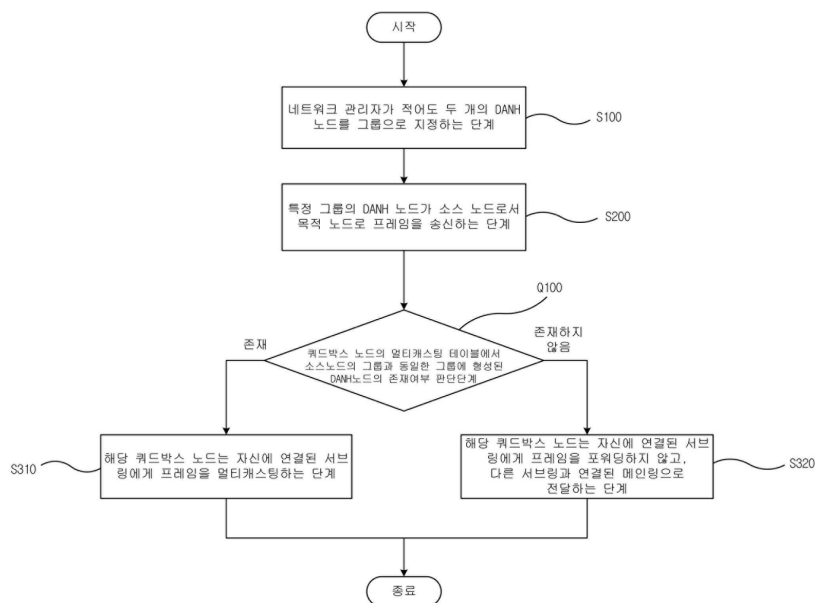 시작
네트워크 관리자가 적어도 두 개의 DANH
노드를 그룹으로 지정하는 단계
S100
특정 그룹의 DANH 노드가 소스 노드로서
목적 노드로 프레임을 송신하는 단계
S200
Q100
존재
존재하지
않음
쿼드박스 노드의 멀티캐스팅 테이블에서
소스노드의 그룹과 동일한 그룹에 형성된
DANH노드의 존재여부 판단단계
해당 쿼드박스 노드는 자신에 연결된 서브
링에게 프레임을 멀티캐스팅하는 단계
S310
해당 쿼드박스 노드는 자신에 연결된 서브
링에게 프레임을 포워딩하지 않고,
다른 서브링과 연결된 메인링으로
전달하는 단계
S320
종료